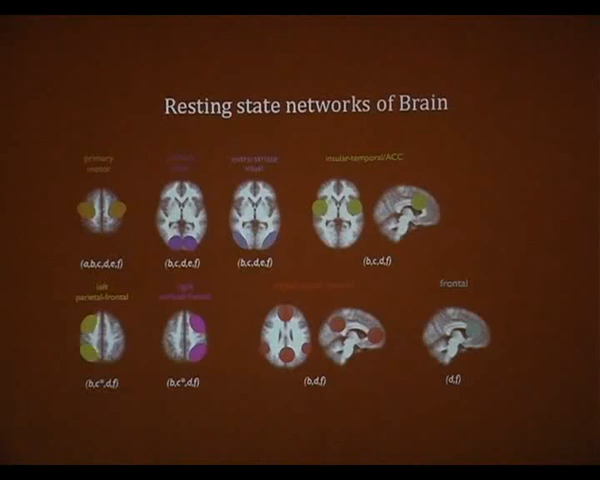 Resting state networks of Brain
primary
motor
extra-striate
visual
insular-temporal/ACC
(a,b,c,d,e,f)
(b,c,d,e,f)
(b,c,d,e,f)
(b,c,d,f)
left
parietal-frontal
right
parietal-frontal
frontal
(b,c*,d,f)
(b,c*,d,f)
(b,d,f)
(d,f)